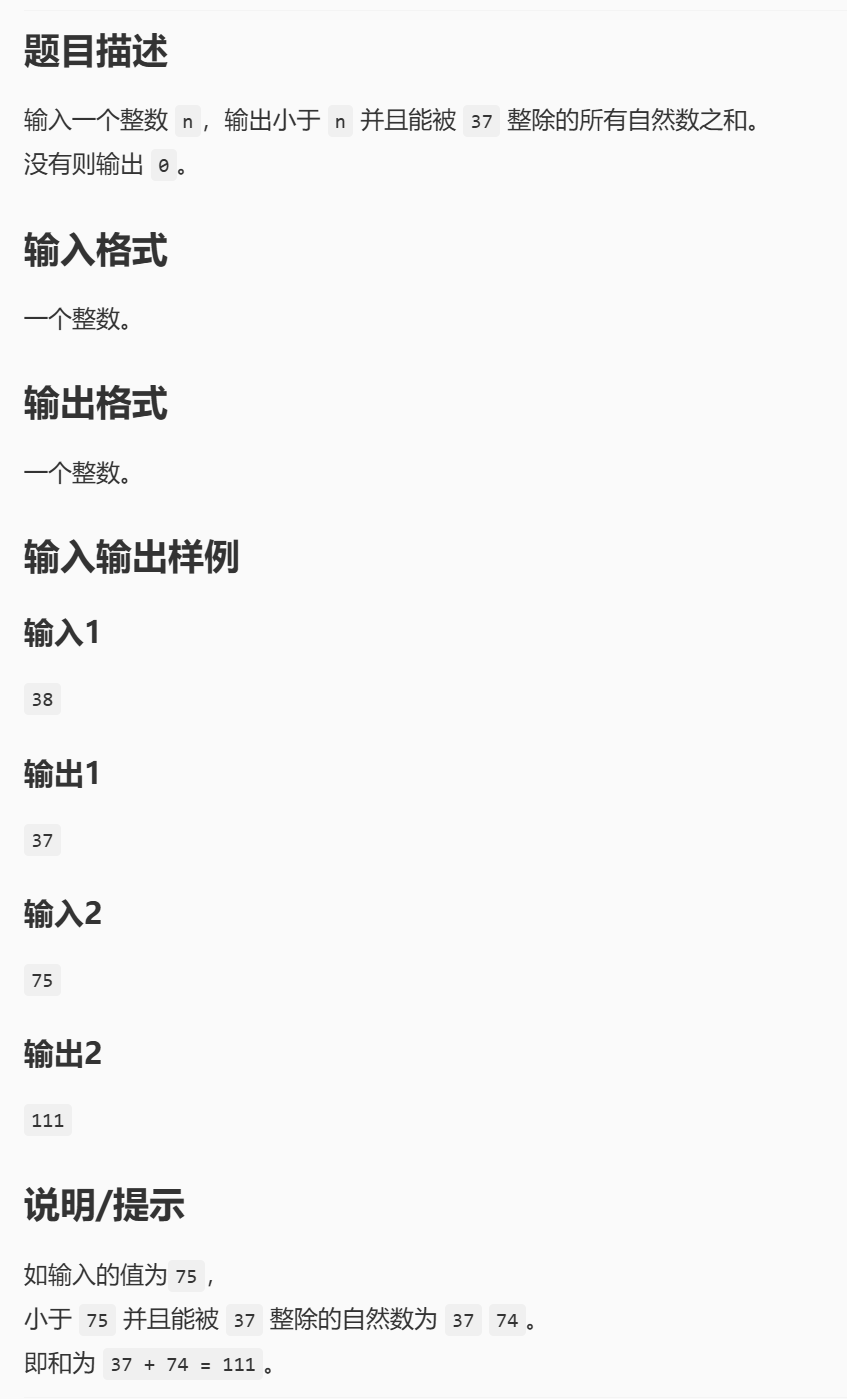 题目描述
输入一个整数 n，输出小于 n 并且能被 37 整除的所有自然数之和。
没有则输出 0。
输入格式
一个整数。
输出格式
一个整数。
输入输出样例
输入1
38
输出1
37
输入2
75
输出2
111
说明/提示
如输入的值为75，
小于 75 并且能被 37 整除的自然数为 37 74。
即和为 37 + 74 = 111。